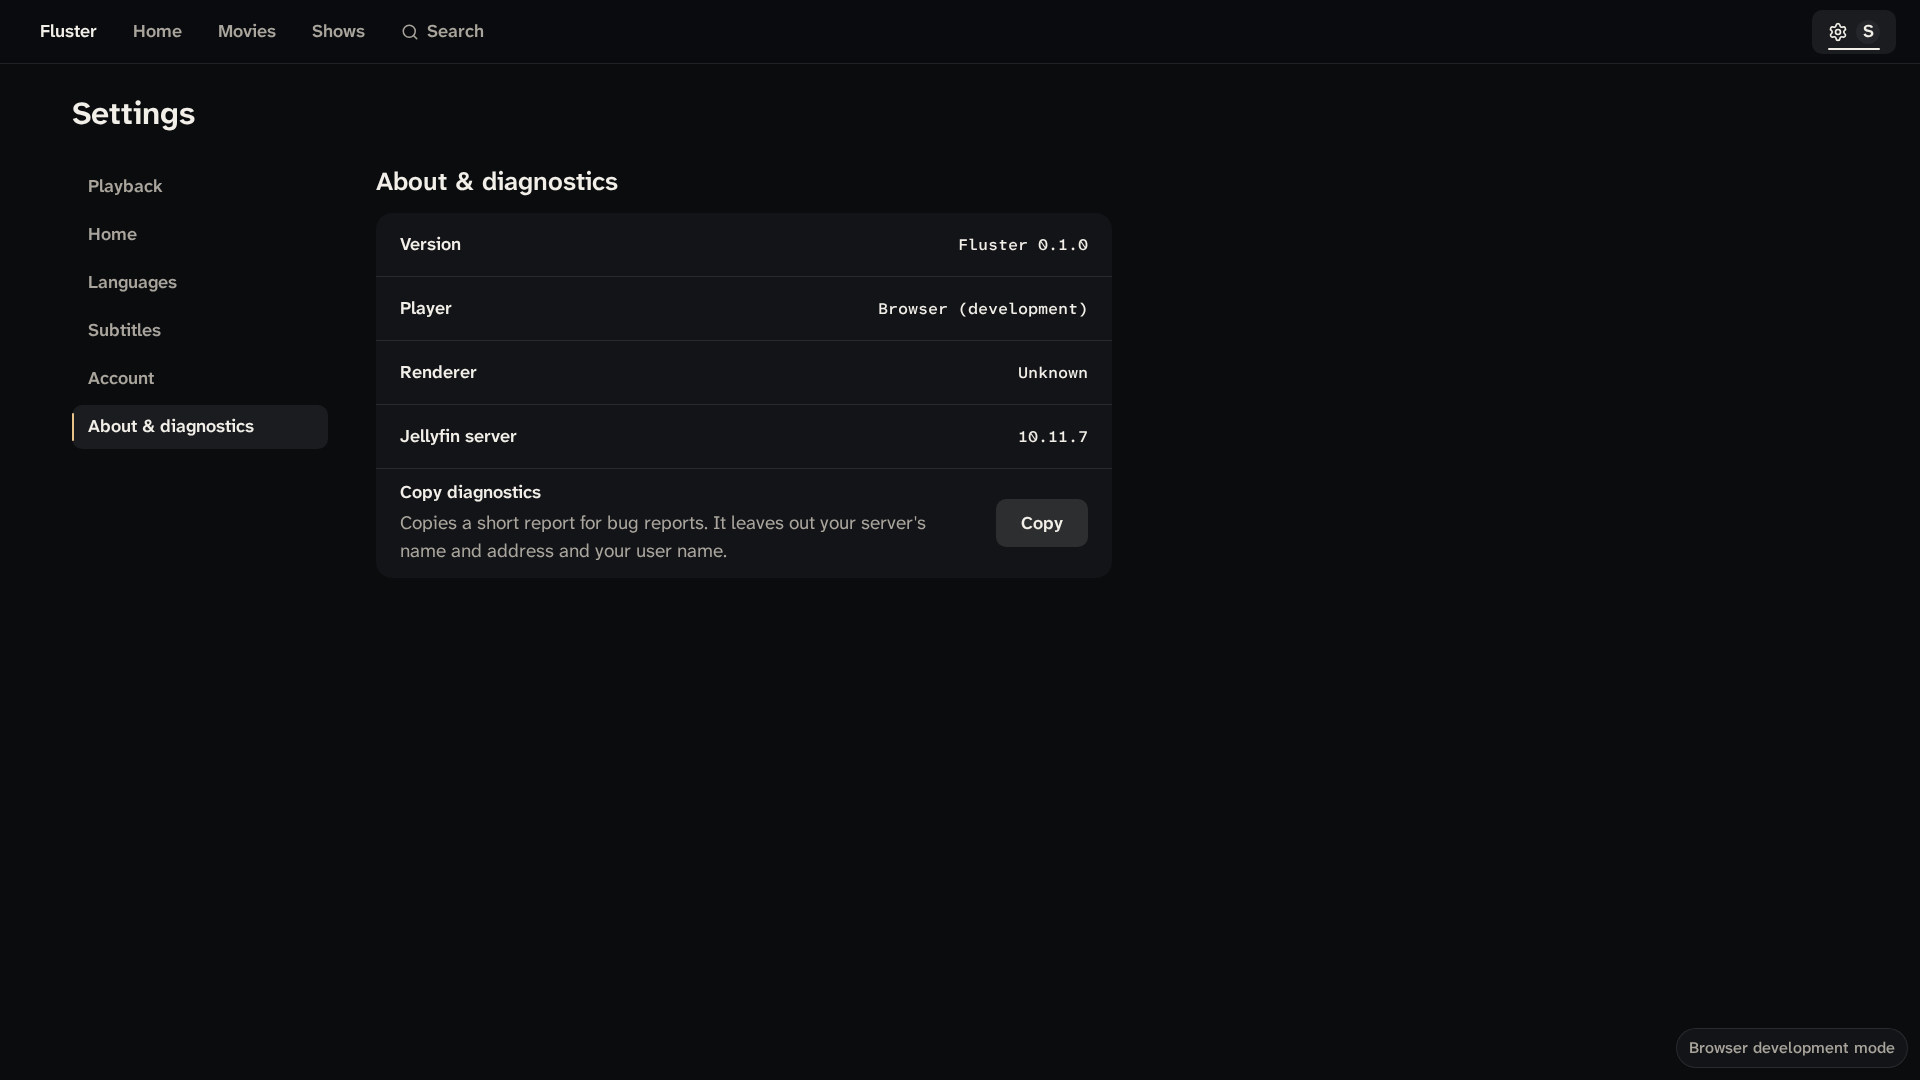 Fluster Home Movies Shows Search S
Settings
Playback
Home
Languages
Subtitles
Account
About & diagnostics
About & diagnostics
Version Fluster 0.1.0
Player Browser (development)
Renderer Unknown
Jellyfin server 10.11.7
Copy diagnostics
Copies a short report for bug reports. It leaves out your server's
name and address and your user name.
Copy
Browser development mode